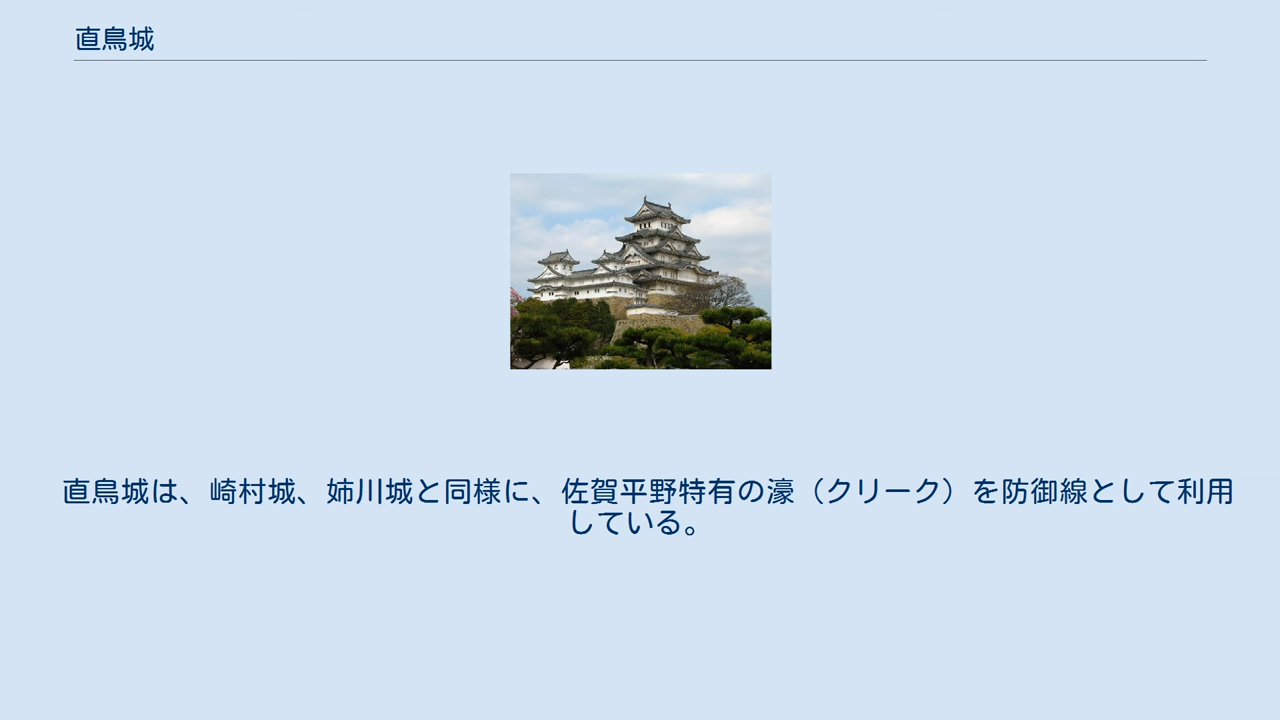 直鳥城
直鳥城は、崎村城、姉川城と同様に、佐賀平野特有の濠（クリーク）を防御線として利用
している。